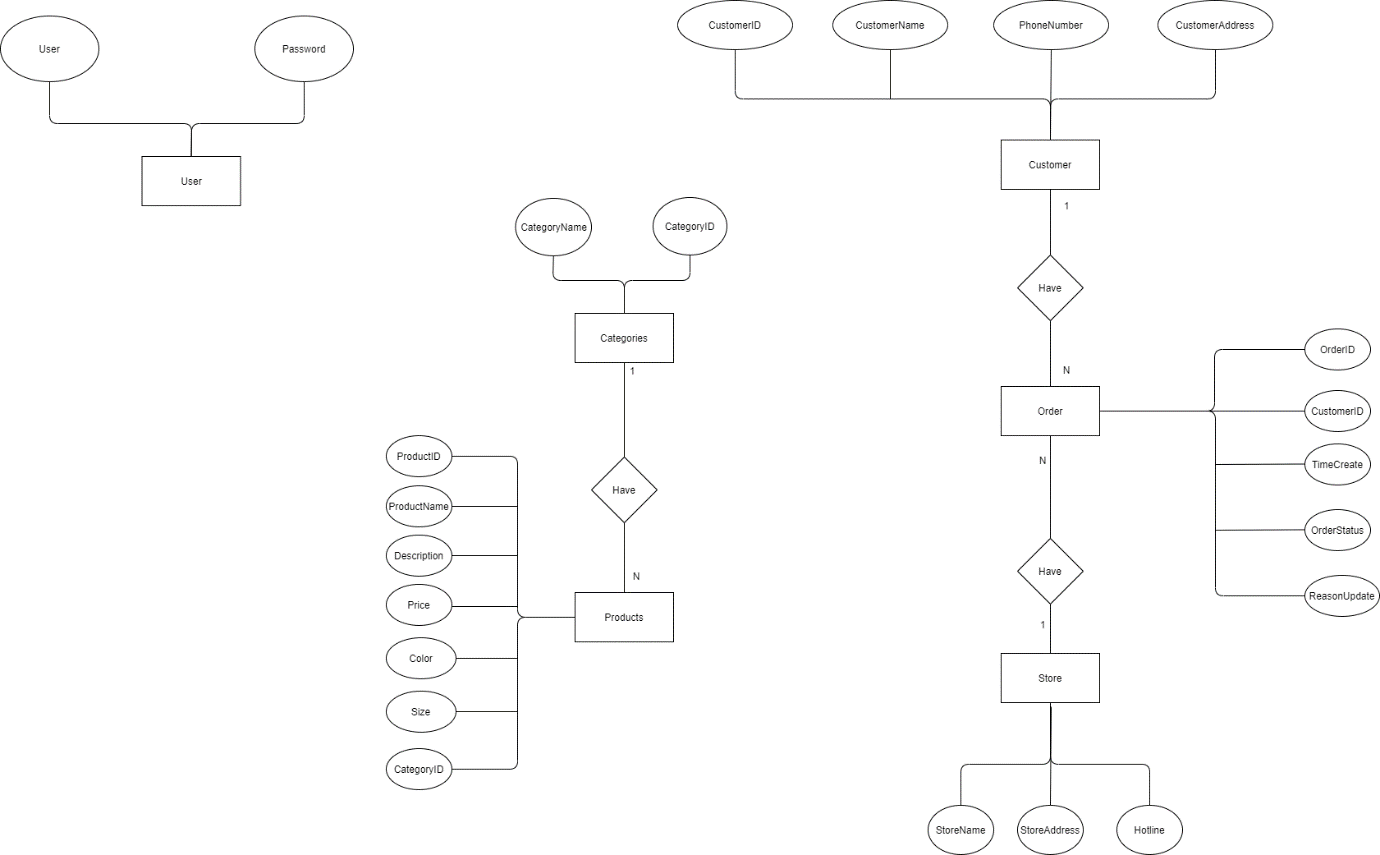 User
Password
User
CustomerID
CustomerName
PhoneNumber
CustomerAddress
Customer
1
Have
N
Order
OrderID
CustomerID
TimeCreate
OrderStatus
ReasonUpdate
N
Have
1
Store
StoreName
StoreAddress
Hotline
CategoryName
CategoryID
Categories
1
Have
N
Products
ProductID
ProductName
Description
Price
Color
Size
CategoryID